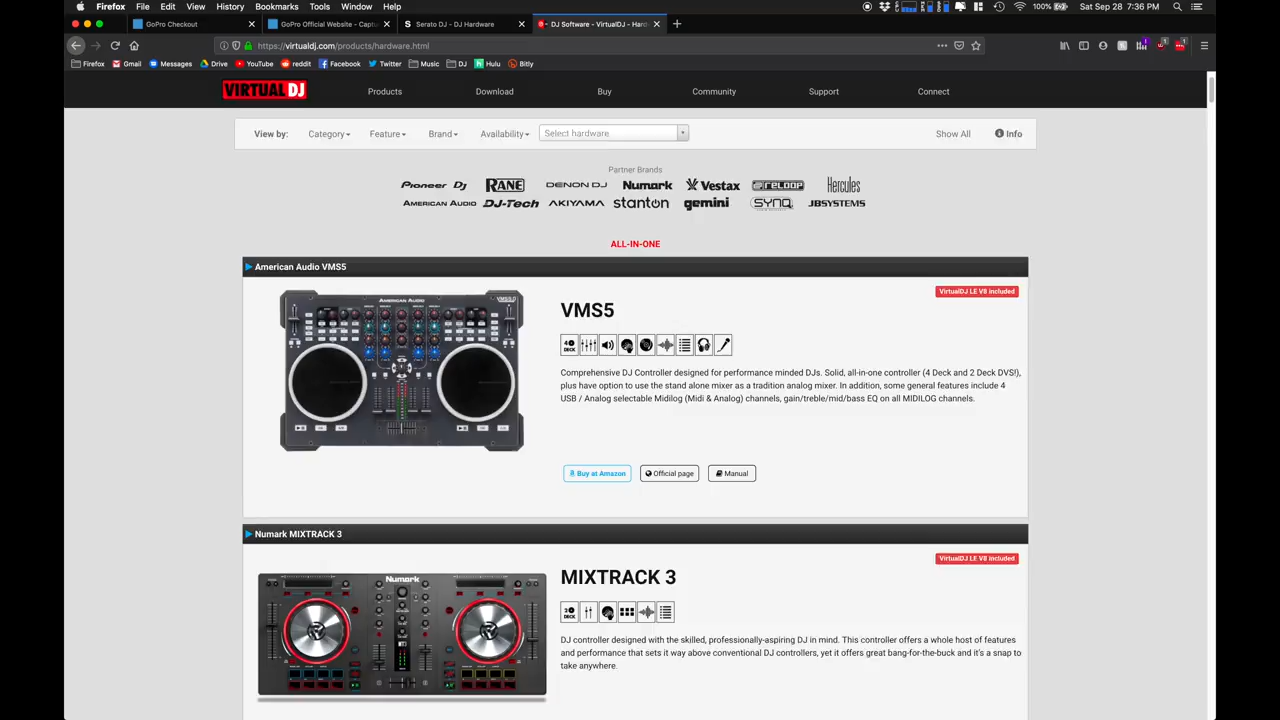 Firefox File Edit View History Bookmarks Tools Window Help 100% Sat Sep 28 7:36 PM
GoPro Checkout GoPro Official Website - Captu Serato DJ - DJ Hardware DJ Software - VirtualDJ - Hard
https://virtualdj.com/products/hardware.html
Firefox Gmail Messages Drive YouTube reddit Facebook Twitter Music DJ Hulu Bitly
VIRTUAL DJ Products Download Buy Community Support Connect
View by: Category Feature Brand Availability Select hardware Show All Info
Partner Brands
Pioneer Dj RANE DENON DJ Numark Vestax RELOOP Hercules
AMERICAN AUDIO DJ-TECH AKIYAMA stanton gemini SYNQ JBSYSTEMS
ALL-IN-ONE
American Audio VMS5
VirtualDJ LE V8 included
AMERICAN AUDIO
VMS5
4 DECK
Comprehensive DJ Controller designed for performance minded DJs. Solid, all-in-one controller (4 Deck and 2 Deck DVS!),
plus have option to use the stand alone mixer as a tradition analog mixer. In addition, some general features include 4
USB / Analog selectable Midilog (Midi & Analog) channels, gain/treble/mid/bass EQ on all MIDILOG channels.
Buy at Amazon Official page Manual
Numark MIXTRACK 3
VirtualDJ LE V8 included
Numark
MIXTRACK 3
2 DECK
DJ controller designed with the skilled, professionally-aspiring DJ in mind. This controller offers a whole host of features
and performance that sets it way above conventional DJ controllers, yet it offers great bang-for-the-buck and it's a snap to
take anywhere.